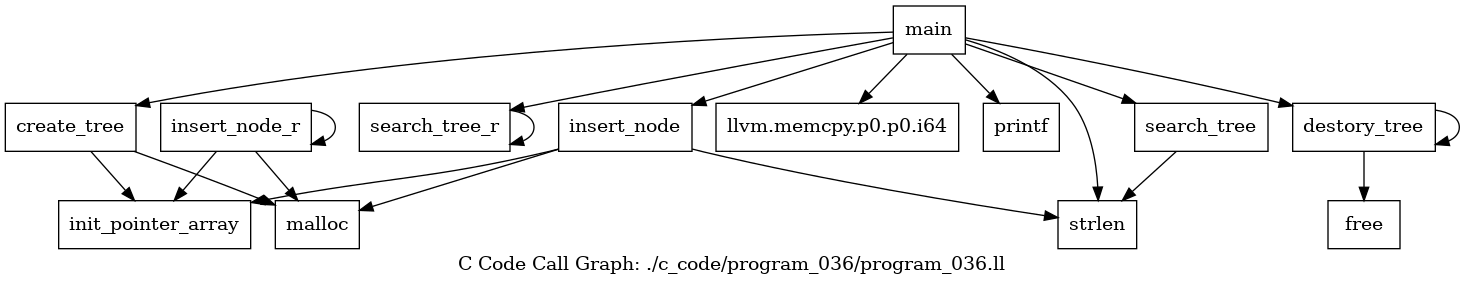 main
create_tree
insert_node_r
search_tree_r
insert_node
llvm.memcpy.p0.p0.i64
printf
search_tree
destory_tree
init_pointer_array
malloc
strlen
free
C Code Call Graph: ./c_code/program_036/program_036.ll